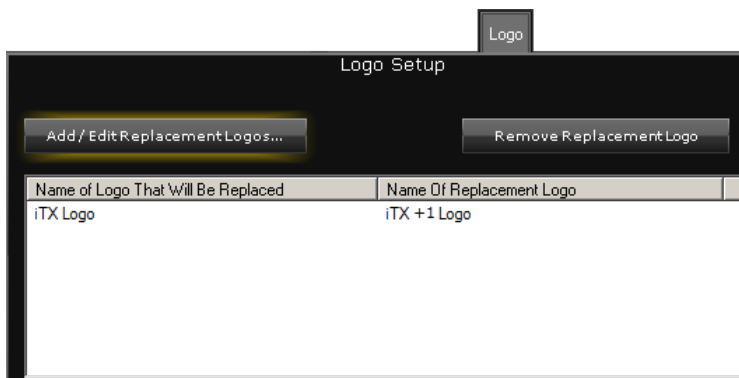 Logo
Logo Setup
Add / Edit Replacement Logos... Remove Replacement Logo
Name of Logo That Will Be Replaced Name Of Replacement Logo
iTX Logo iTX +1 Logo